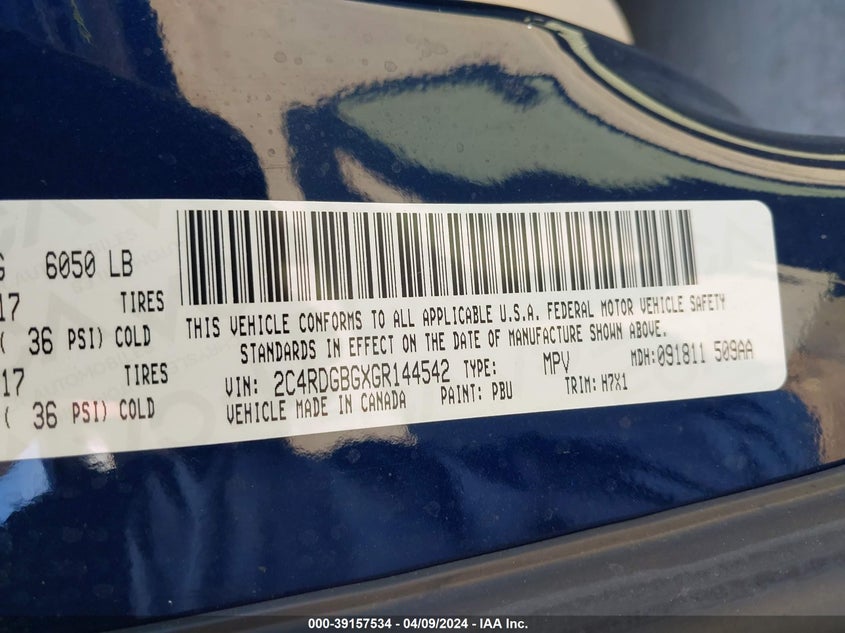 G 6050 LB
17 TIRES
( 36 PSI) COLD
17 TIRES
( 36 PSI) COLD
THIS VEHICLE CONFORMS TO ALL APPLICABLE U.S.A. FEDERAL MOTOR VEHICLE SAFETY
STANDARDS IN EFFECT ON THE DATE OF MANUFACTURE SHOWN ABOVE.
VIN: 2C4RDGBGXGR144542 TYPE: MPV MDH:091811 509AA
VEHICLE MADE IN CANADA PAINT: PBU TRIM: H7X1
000-39157534 - 04/09/2024 - IAA Inc.